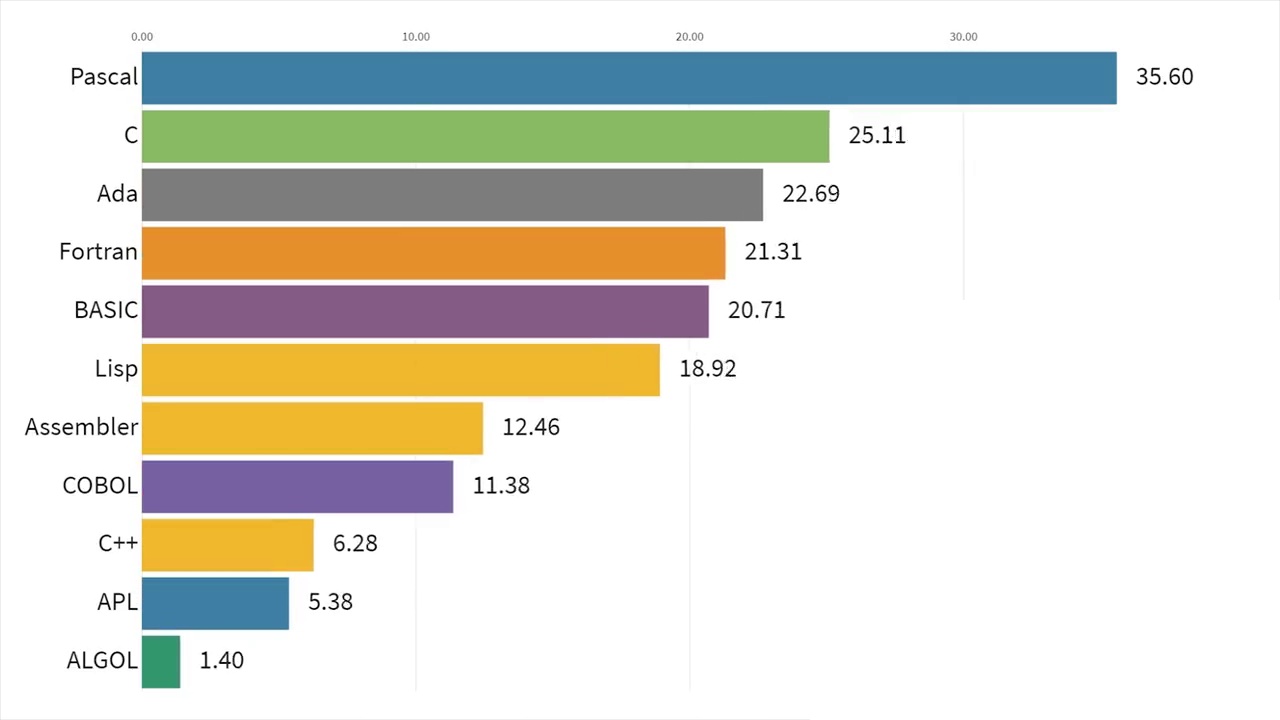 0.00 10.00 20.00 30.00
Pascal 35.60
C 25.11
Ada 22.69
Fortran 21.31
BASIC 20.71
Lisp 18.92
Assembler 12.46
COBOL 11.38
C++ 6.28
APL 5.38
ALGOL 1.40